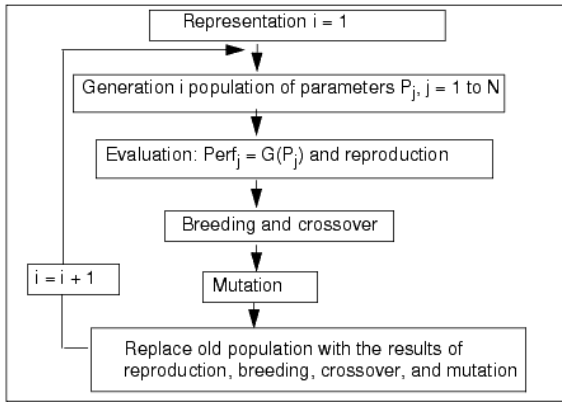 Representation i = 1
Generation i population of parameters Pj, j = 1 to N
Evaluation: Perfj = G(Pj) and reproduction
Breeding and crossover
i = i + 1
Mutation
Replace old population with the results of
reproduction, breeding, crossover, and mutation